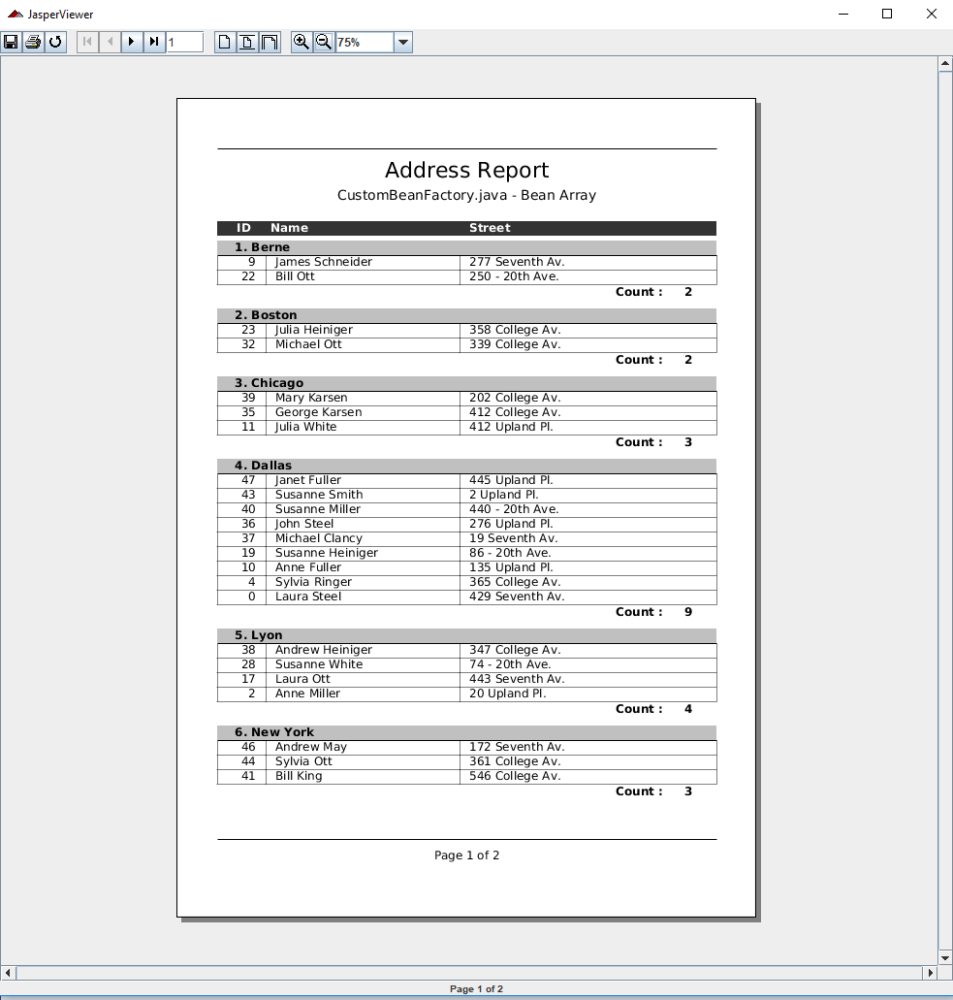 JasperViewer
1 75%
Address Report
CustomBeanFactory.java - Bean Array
ID Name Street
1. Berne
9 James Schneider 277 Seventh Av.
22 Bill Ott 250 - 20th Ave.
Count : 2
2. Boston
23 Julia Heiniger 358 College Av.
32 Michael Ott 339 College Av.
Count : 2
3. Chicago
39 Mary Karsen 202 College Av.
35 George Karsen 412 College Av.
11 Julia White 412 Upland Pl.
Count : 3
4. Dallas
47 Janet Fuller 445 Upland Pl.
43 Susanne Smith 2 Upland Pl.
40 Susanne Miller 440 - 20th Ave.
36 John Steel 276 Upland Pl.
37 Michael Clancy 19 Seventh Av.
19 Susanne Heiniger 86 - 20th Ave.
10 Anne Fuller 135 Upland Pl.
4 Sylvia Ringer 365 College Av.
0 Laura Steel 429 Seventh Av.
Count : 9
5. Lyon
38 Andrew Heiniger 347 College Av.
28 Susanne White 74 - 20th Ave.
17 Laura Ott 443 Seventh Av.
2 Anne Miller 20 Upland Pl.
Count : 4
6. New York
46 Andrew May 172 Seventh Av.
44 Sylvia Ott 361 College Av.
41 Bill King 546 College Av.
Count : 3
Page 1 of 2
Page 1 of 2